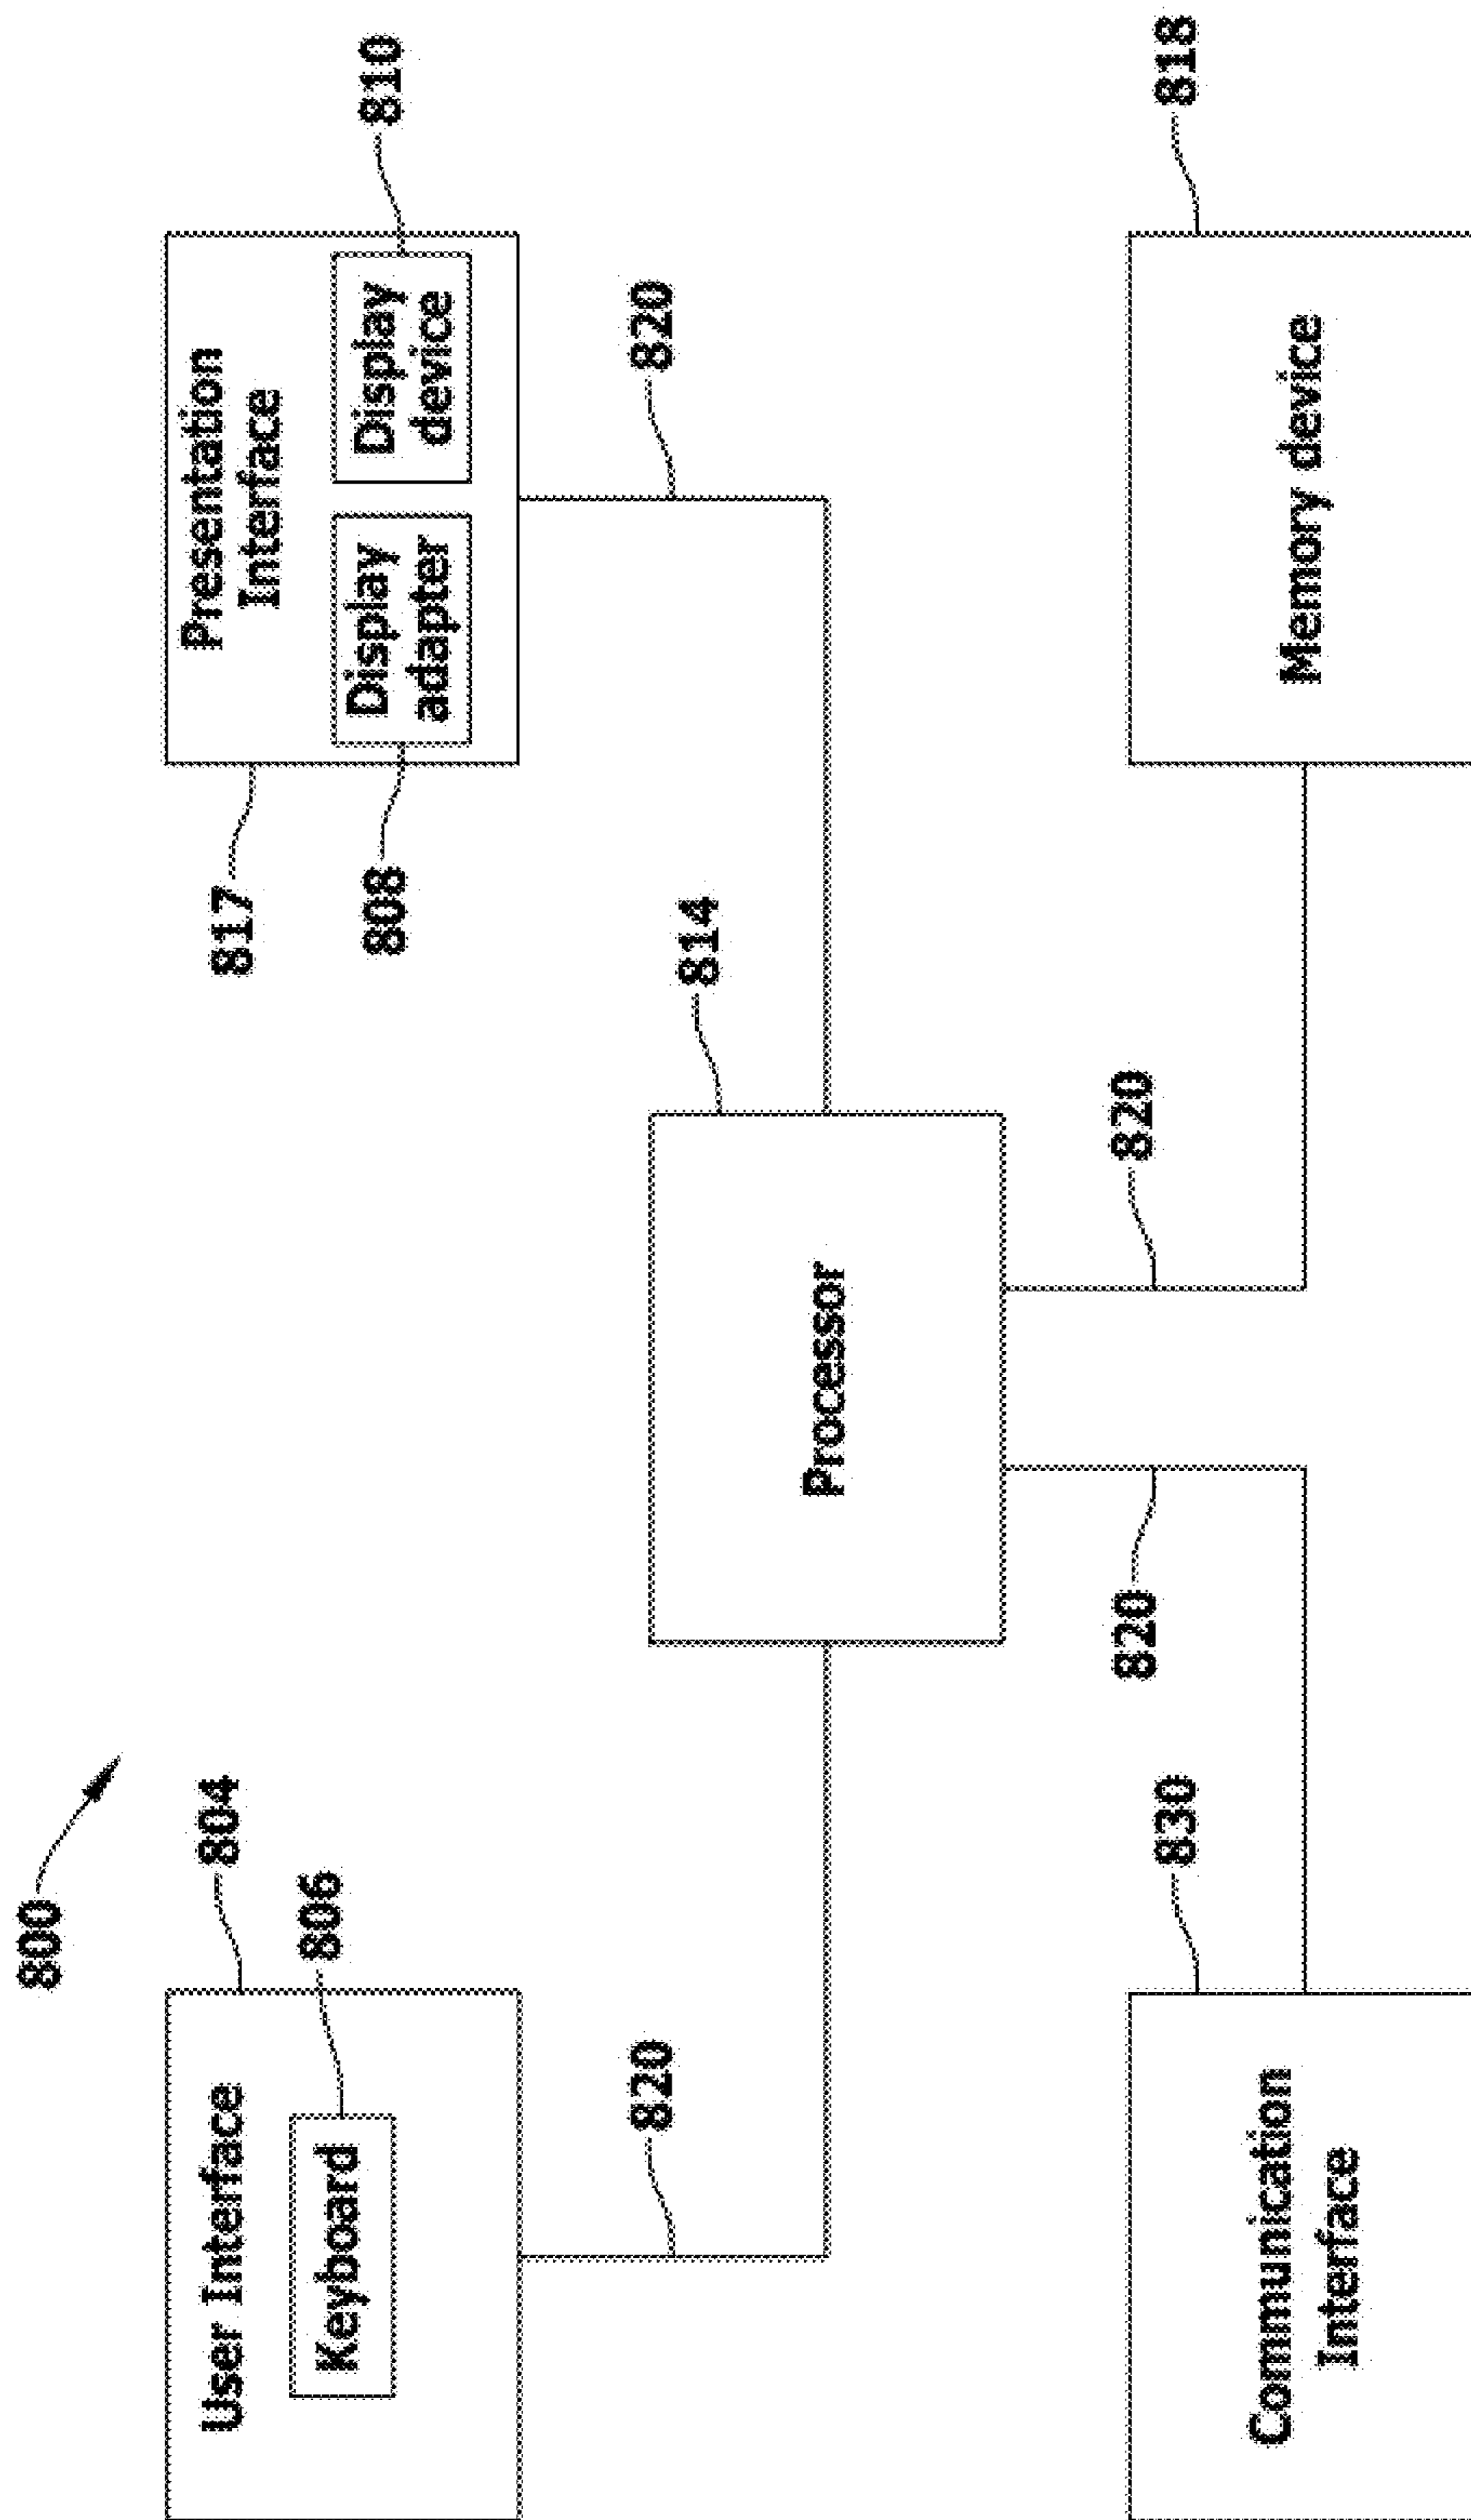 800
804
User Interface
806
Keyboard
820
817
Presentation
Interface
808
Display
adapter
Display
device
810
820
814
Processor
820
820
830
Communication
Interface
818
Memory device